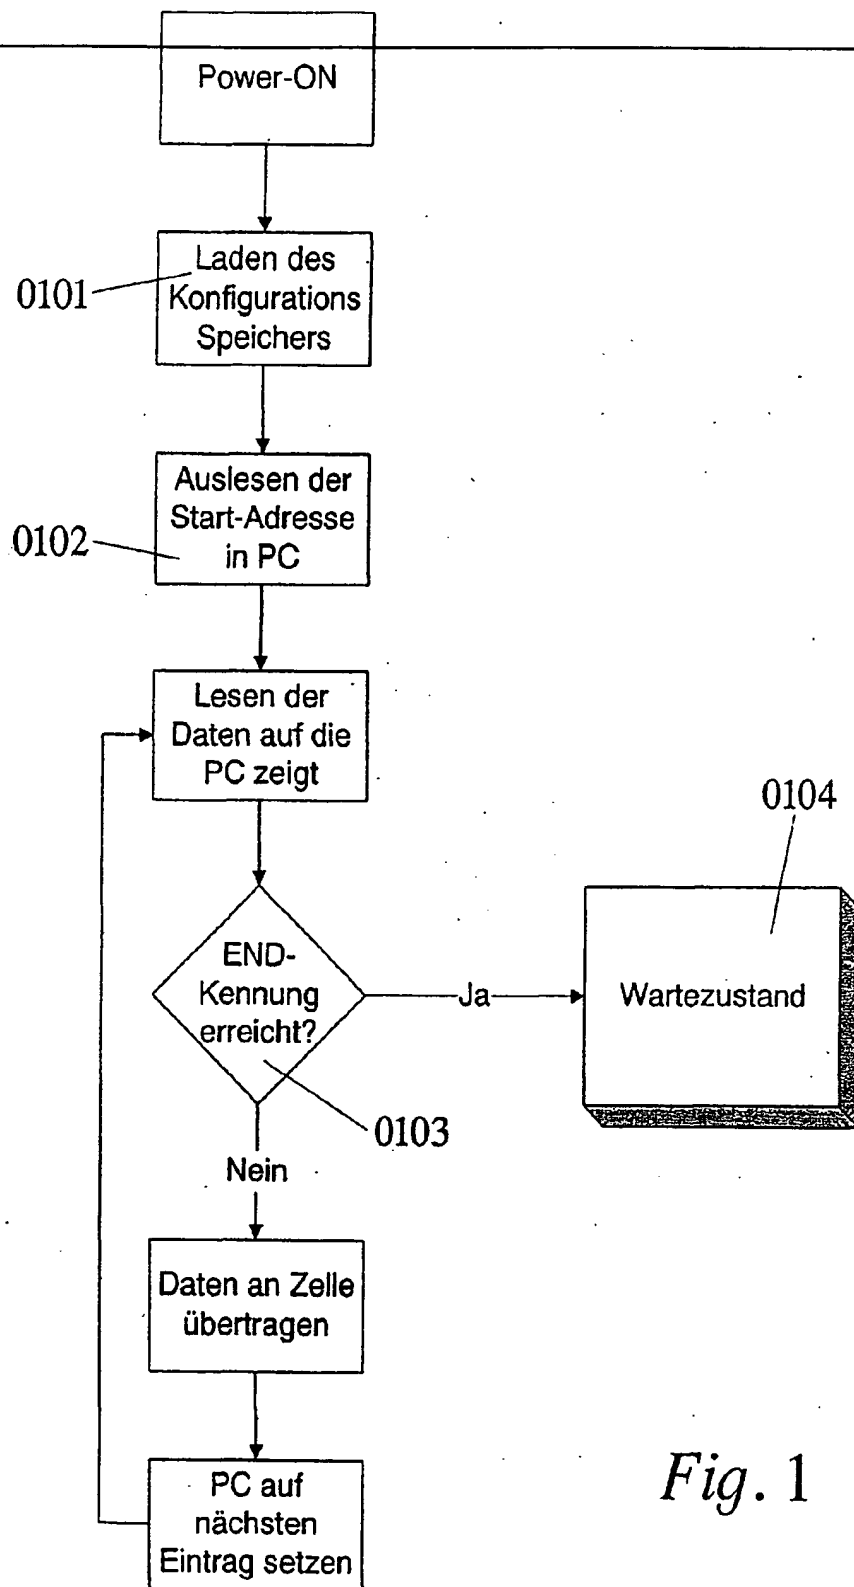 Power-ON
Laden des
Konfigurations
Speichers
0101
Auslesen der
Start-Adresse
in PC
0102
Lesen der
Daten auf die
PC zeigt
0104
END-
Kennung
erreicht?
Ja
Wartezustand
0103
Nein
Daten an Zelle
übertragen
PC auf
nächsten
Eintrag setzen
Fig. 1